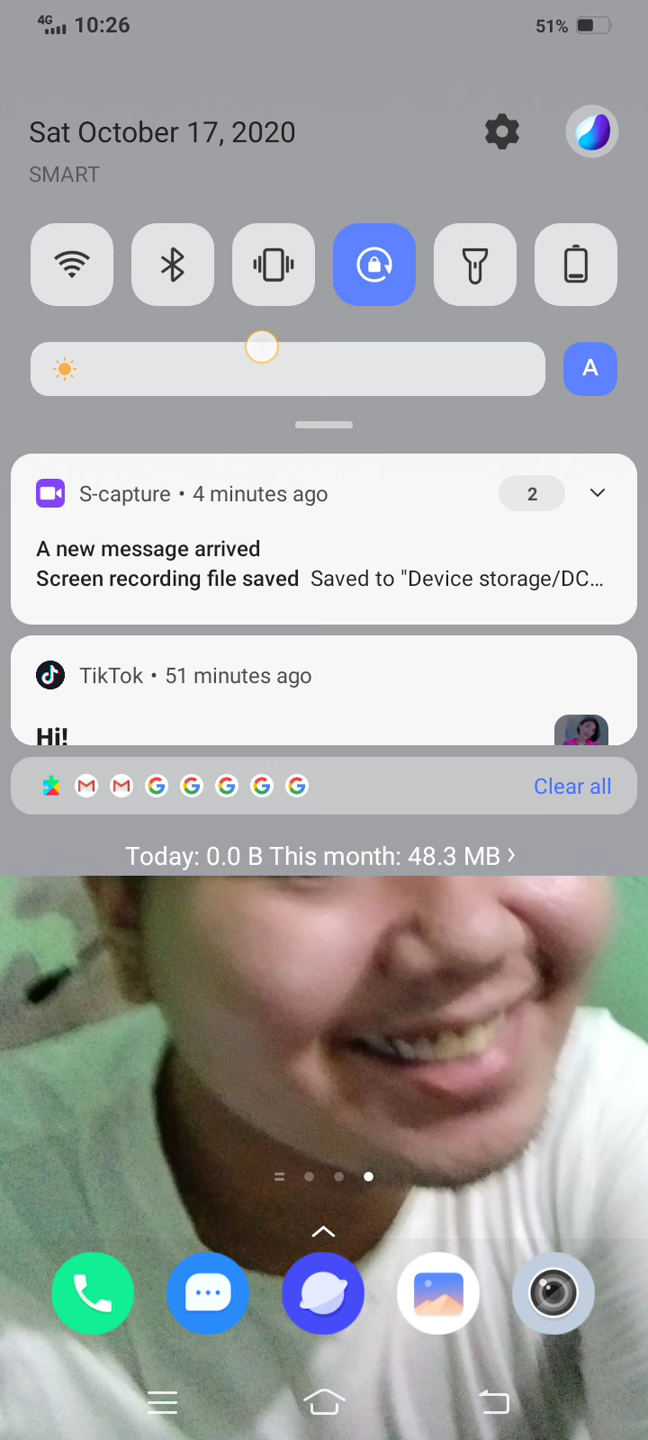 4G 10:26 51%
Sat October 17, 2020
SMART
A
S-capture • 4 minutes ago 2
A new message arrived
Screen recording file saved Saved to "Device storage/DC...
TikTok • 51 minutes ago
Hi!
Clear all
Today: 0.0 B This month: 48.3 MB ›